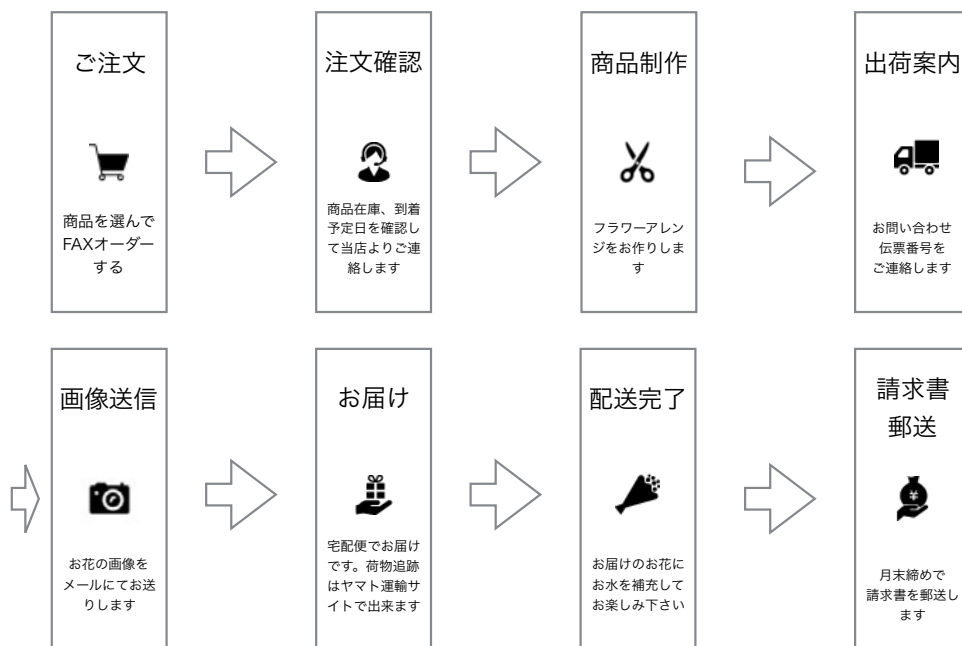 ご注文
商品を選んで
FAXオーダー
する
注文確認
商品在庫、到着
予定日を確認し
て当店よりご連
絡します
商品制作
フラワーアレン
ジをお作りしま
す
出荷案内
お問い合わせ
伝票番号を
ご連絡します
画像送信
お花の画像を
メールにてお送
りします
お届け
宅配便でお届け
です。荷物追跡
はヤマト運輸サ
イトで出来ます
配送完了
お届けのお花に
お水を補充して
お楽しみ下さい
請求書
郵送
¥
月末締めで
請求書を郵送し
ます